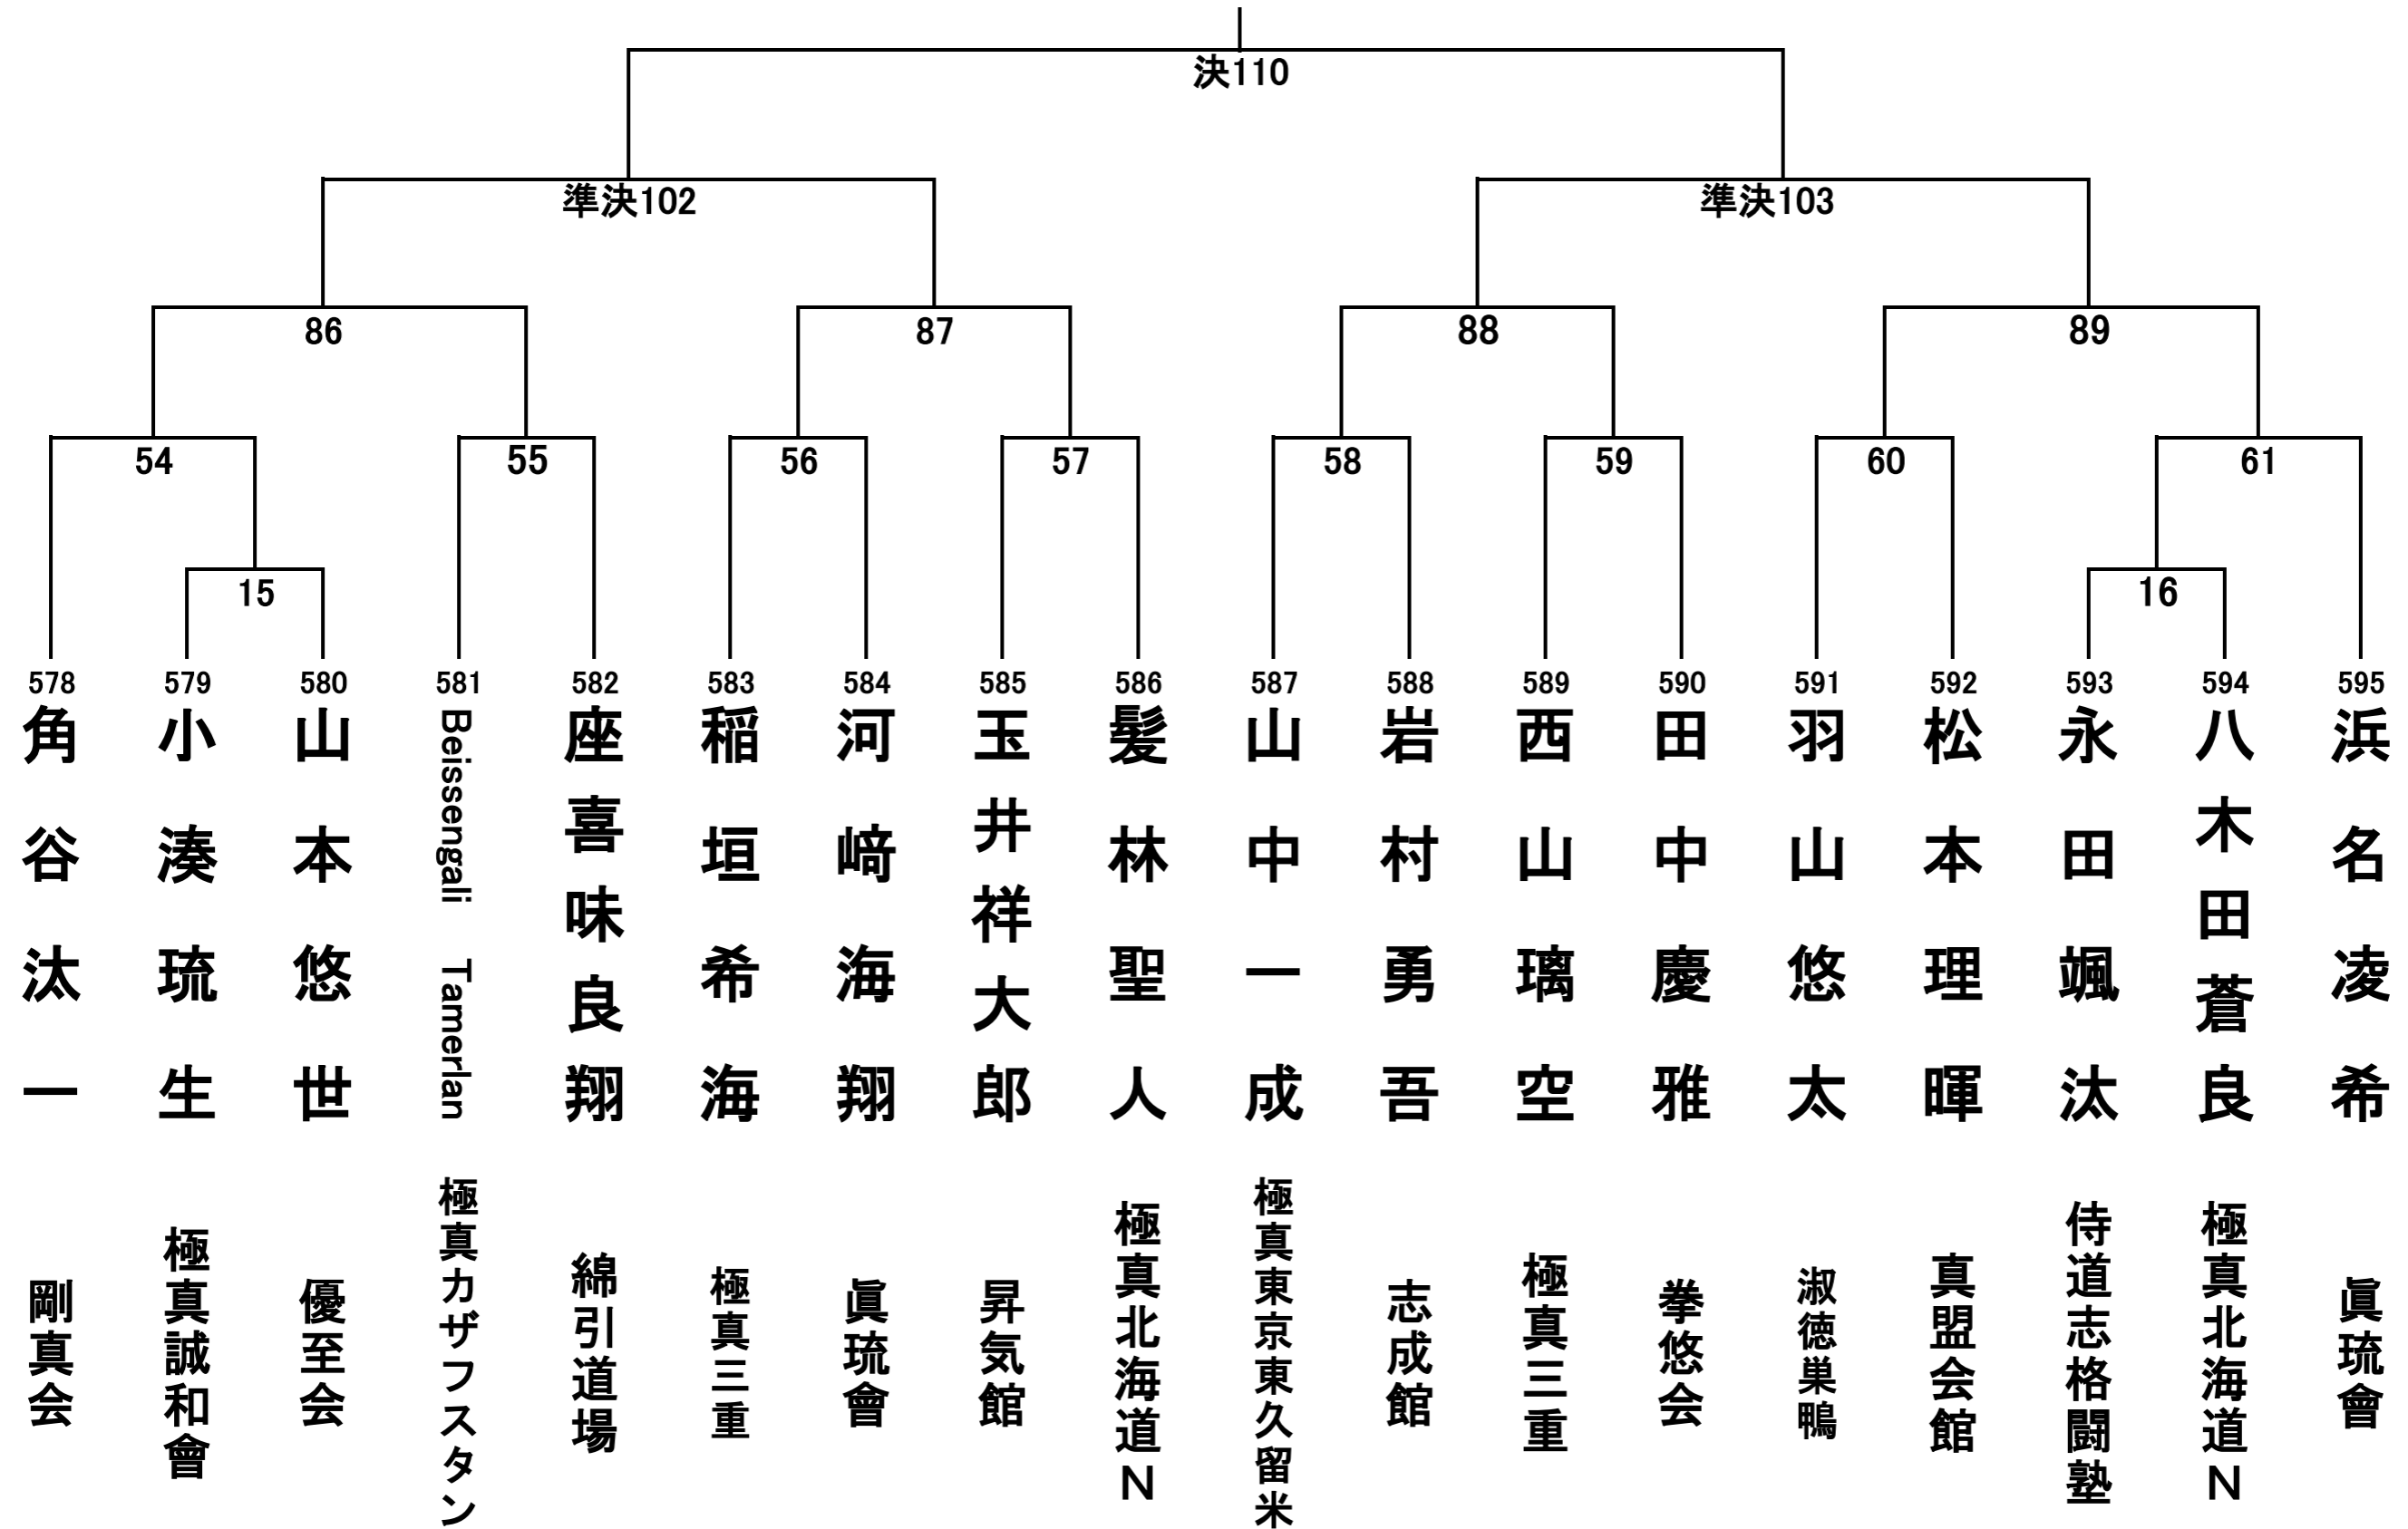 決110
準決102
準決103
86
87
88
89
54
55
56
57
58
59
60
61
15
16
578
579
580
581
582
583
584
585
586
587
588
589
590
591
592
593
594
595
角谷汰一
小湊琉生
山本悠世
Beissengali Tamerlan
座喜味良翔
稲垣希海
河﨑海翔
玉井祥大郎
髪林聖人
山中一成
岩村勇吾
西山璃空
田中慶雅
羽山悠太
松本理暉
永田颯汰
八木田蒼良
浜名凌希
剛真会
極真誠和會
優至会
極真カザフスタン
綿引道場
極真三重
眞琉會
昇気館
極真北海道N
極真東京東久留米
志成館
極真三重
拳悠会
淑徳巣鴨
真盟会館
侍道志格闘塾
極真北海道N
眞琉會